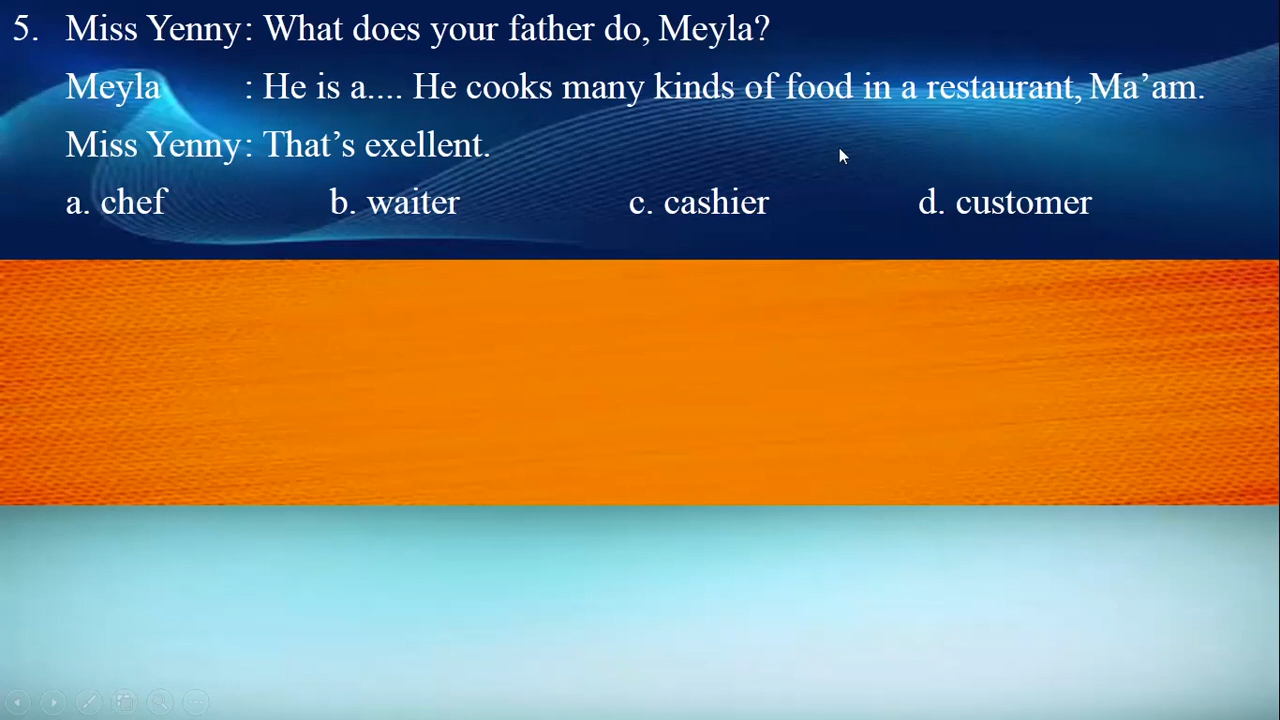 5. Miss Yenny: What does your father do, Meyla?
Meyla : He is a.... He cooks many kinds of food in a restaurant, Ma’am.
Miss Yenny: That’s exellent.
a. chef b. waiter c. cashier d. customer